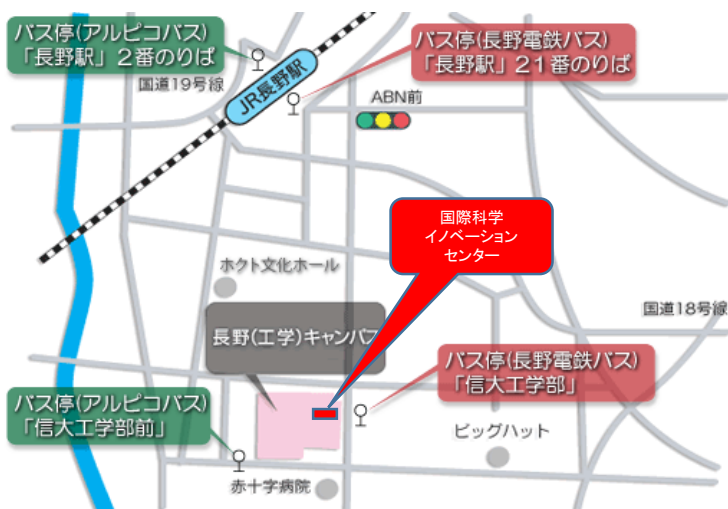 バス停(アルピコバス)
「長野駅」２番のりば
国道19号線
JR長野駅
バス停(長野電鉄バス)
「長野駅」２１番のりば
ABN前
国際科学
イノベーション
センター
ホクト文化ホール
国道18号線
長野(工学)キャンパス
バス停(長野電鉄バス)
「信大工学部」
バス停(アルピコバス)
「信大工学部前」
ビッグハット
赤十字病院